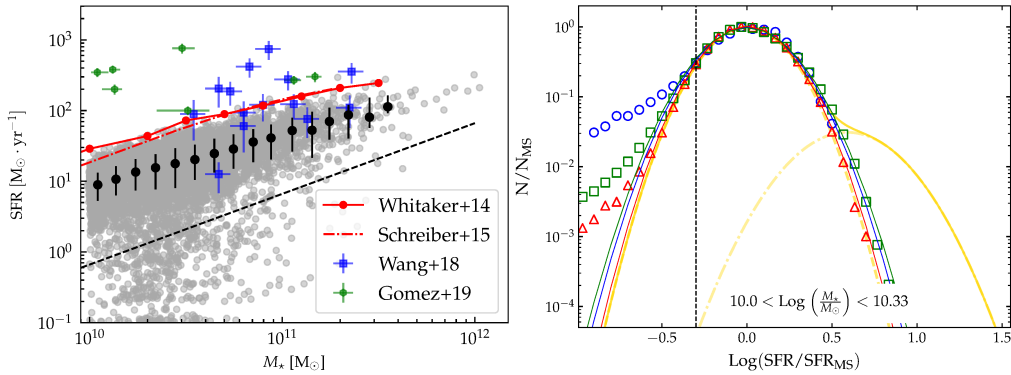 10³
10²
10¹
10⁰
10⁻¹
SFR [M⊙ · yr⁻¹]
Whitaker+14
Schreiber+15
Wang+18
Gomez+19
10¹⁰
10¹¹
10¹²
M⋆ [M⊙]
10⁰
10⁻¹
10⁻²
10⁻³
10⁻⁴
N/N_MS
10.0 < Log (M⋆/M⊙) < 10.33
−0.5
0.0
0.5
1.0
1.5
Log(SFR/SFR_MS)